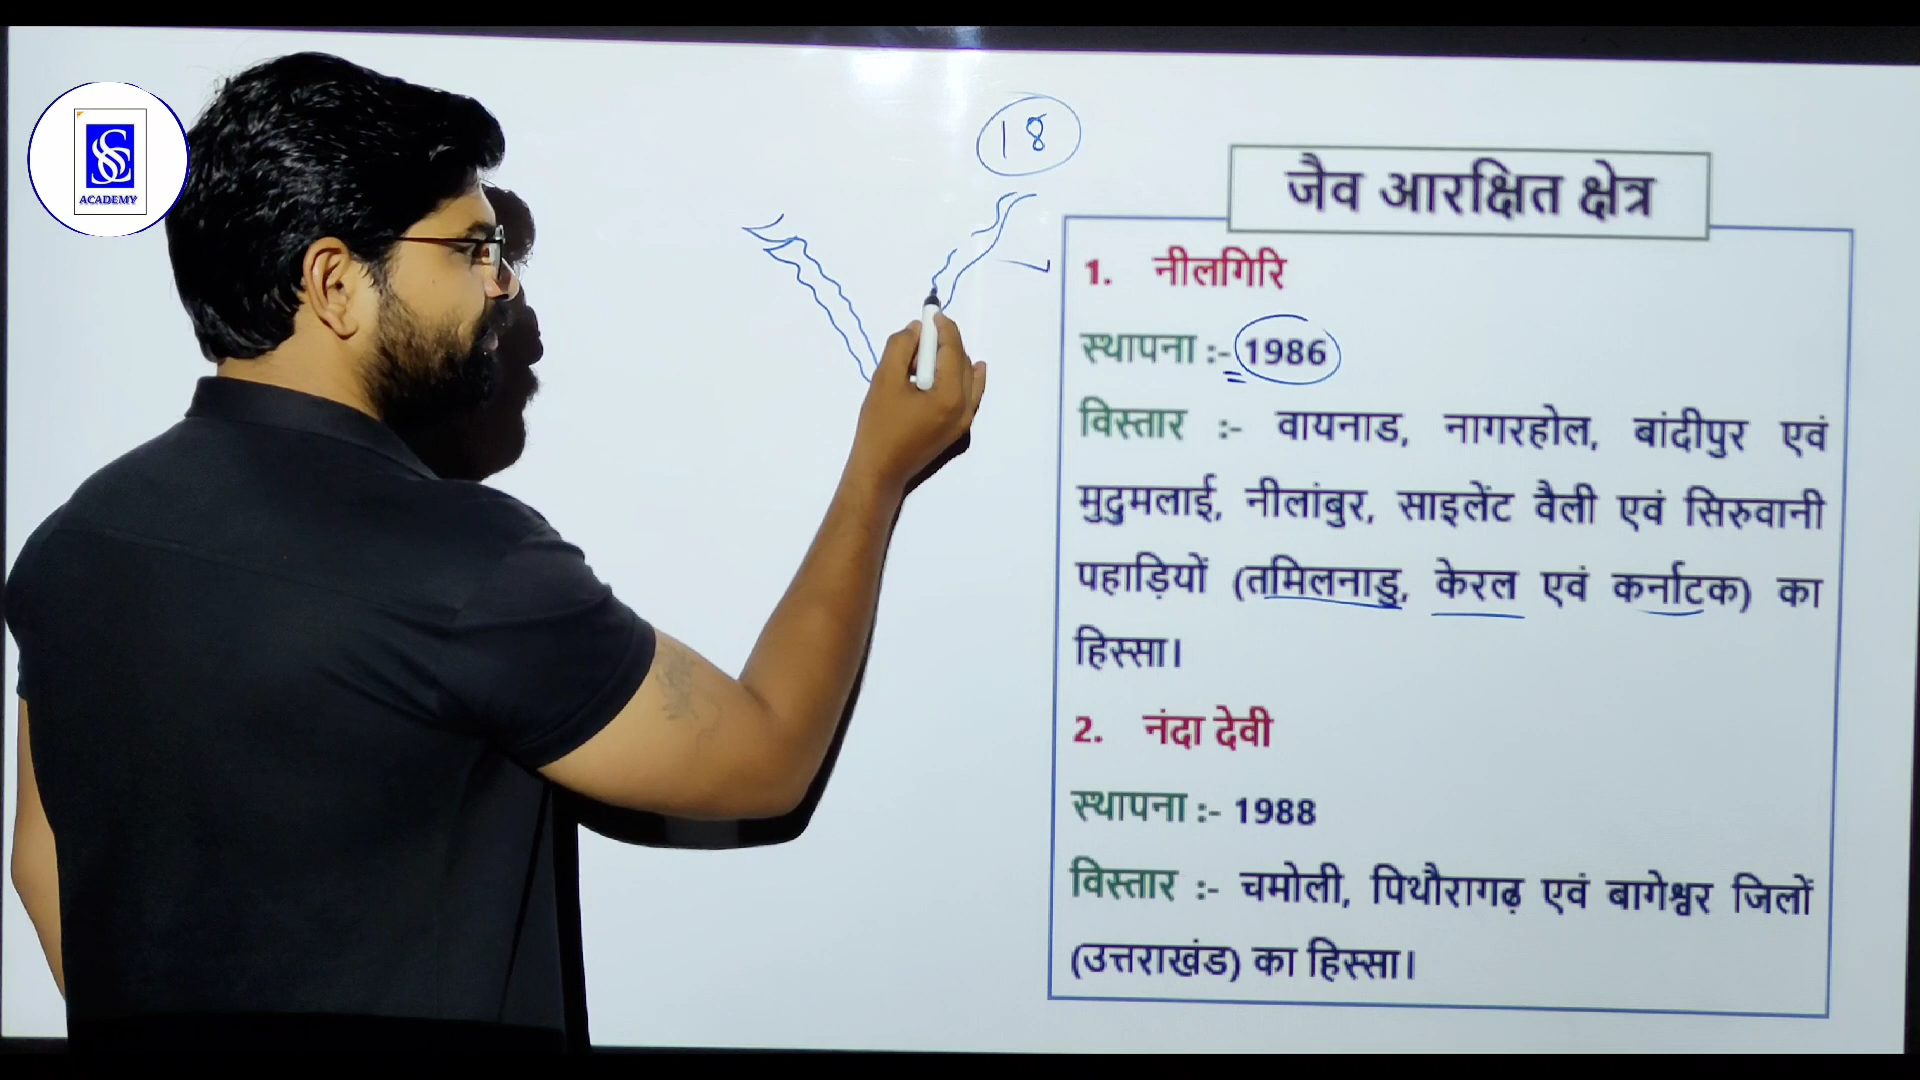 SSC
ACADEMY
18
जैव आरक्षित क्षेत्र
1. नीलगिरि
स्थापना :- 1986
विस्तार :- वायनाड, नागरहोल, बांदीपुर एवं
मुदुमलाई, नीलांबुर, साइलेंट वैली एवं सिरुवानी
पहाड़ियों (तमिलनाडु, केरल एवं कर्नाटक) का
हिस्सा।
2. नंदा देवी
स्थापना :- 1988
विस्तार :- चमोली, पिथौरागढ़ एवं बागेश्वर जिलों
(उत्तराखंड) का हिस्सा।